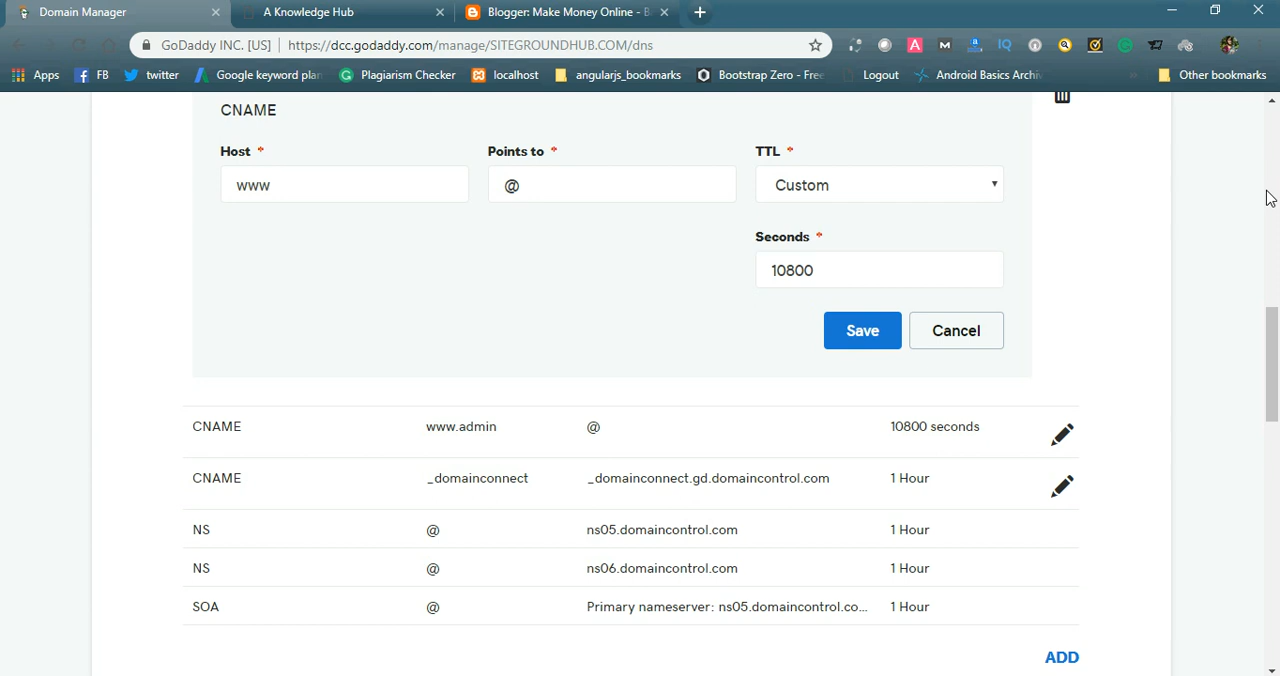 Domain Manager
A Knowledge Hub
Blogger: Make Money Online - B
GoDaddy INC. [US] https://dcc.godaddy.com/manage/SITEGROUNDHUB.COM/dns
Apps FB twitter Google keyword plan Plagiarism Checker localhost angularjs_bookmarks Bootstrap Zero - Fre Logout Android Basics Archi Other bookmarks
CNAME
Host * Points to * TTL *
www @ Custom
Seconds *
10800
Save Cancel
CNAME www.admin @ 10800 seconds
CNAME _domainconnect _domainconnect.gd.domaincontrol.com 1 Hour
NS @ ns05.domaincontrol.com 1 Hour
NS @ ns06.domaincontrol.com 1 Hour
SOA @ Primary nameserver: ns05.domaincontrol.co... 1 Hour
ADD